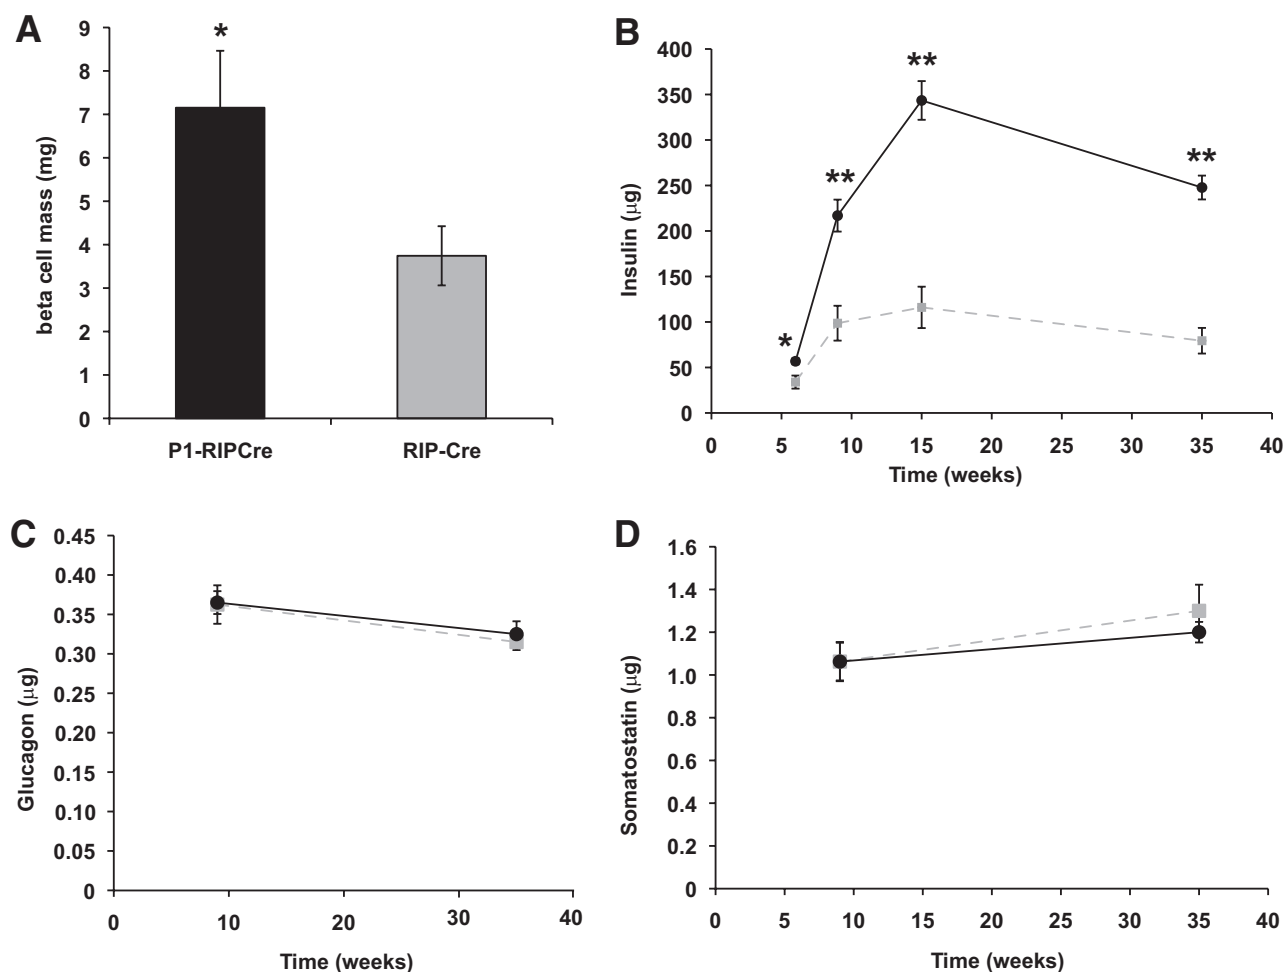 A
beta cell mass (mg)
9
8
7
6
5
4
3
2
1
0
*
P1-RIPCre
RIP-Cre
B
Insulin (μg)
400
350
300
250
200
150
100
50
0
*
**
**
**
0 5 10 15 20 25 30 35 40
Time (weeks)
C
Glucagon (μg)
0.45
0.40
0.35
0.30
0.25
0.20
0.15
0.10
0.05
0
0 10 20 30 40
Time (weeks)
D
Somatostatin (μg)
1.6
1.4
1.2
1.0
0.8
0.6
0.4
0.2
0
0 5 10 15 20 25 30 35 40
Time (weeks)